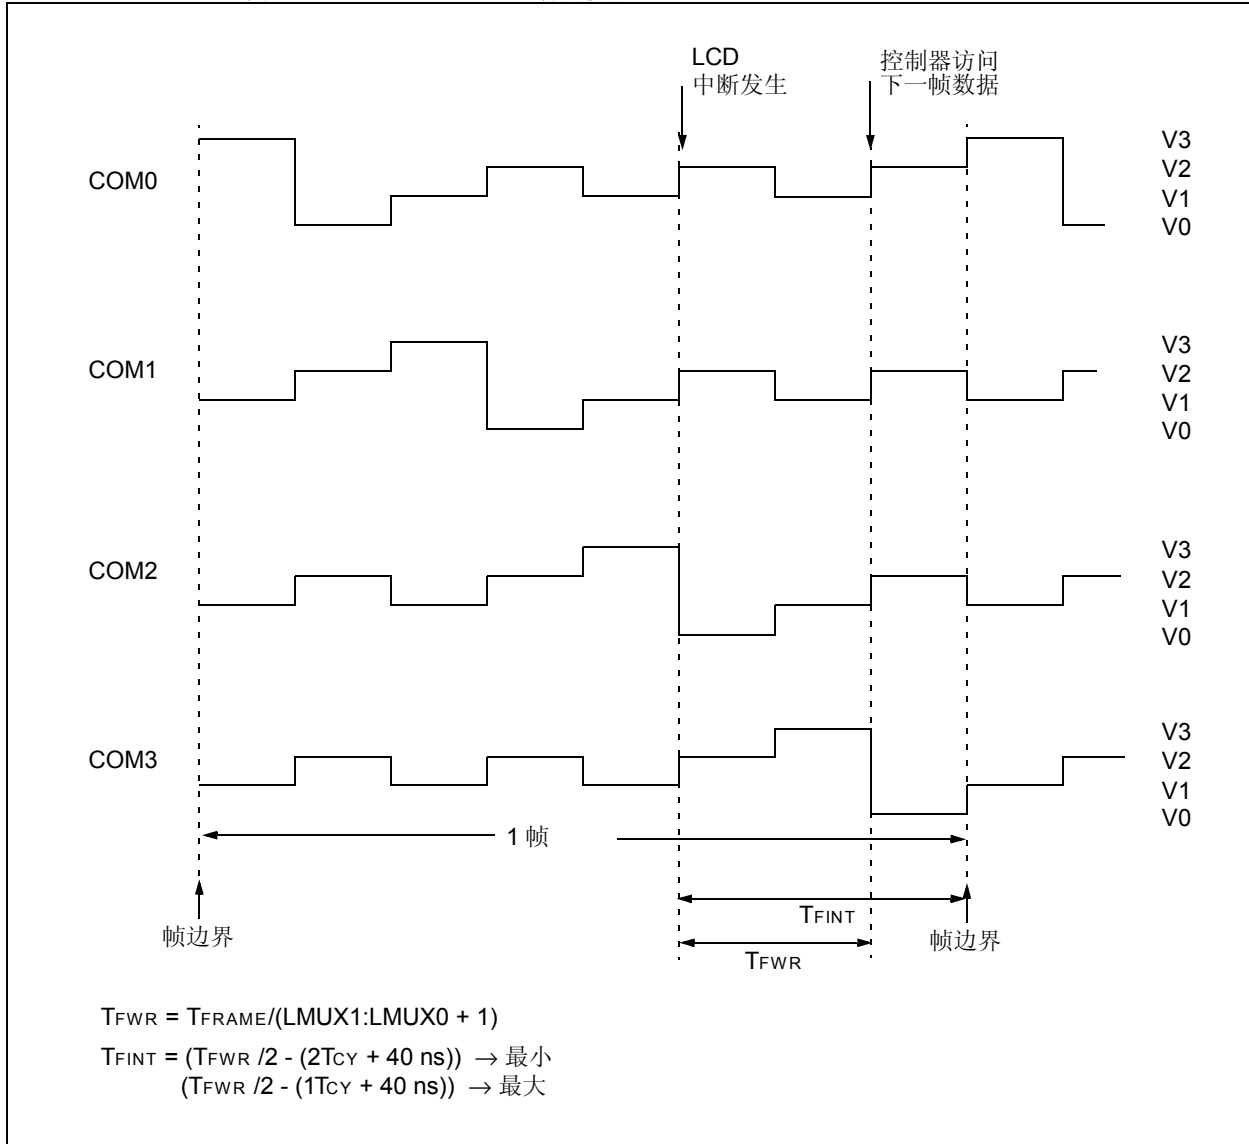 LCD
中断发生
控制器访问
下一帧数据
COM0
V3
V2
V1
V0
COM1
V3
V2
V1
V0
COM2
V3
V2
V1
V0
COM3
V3
V2
V1
V0
1 帧
TFINT
帧边界
帧边界
TFWR
TFWR = TFRAME/(LMUX1:LMUX0 + 1)
TFINT = (TFWR /2 - (2TCY + 40 ns)) → 最小
(TFWR /2 - (1TCY + 40 ns)) → 最大